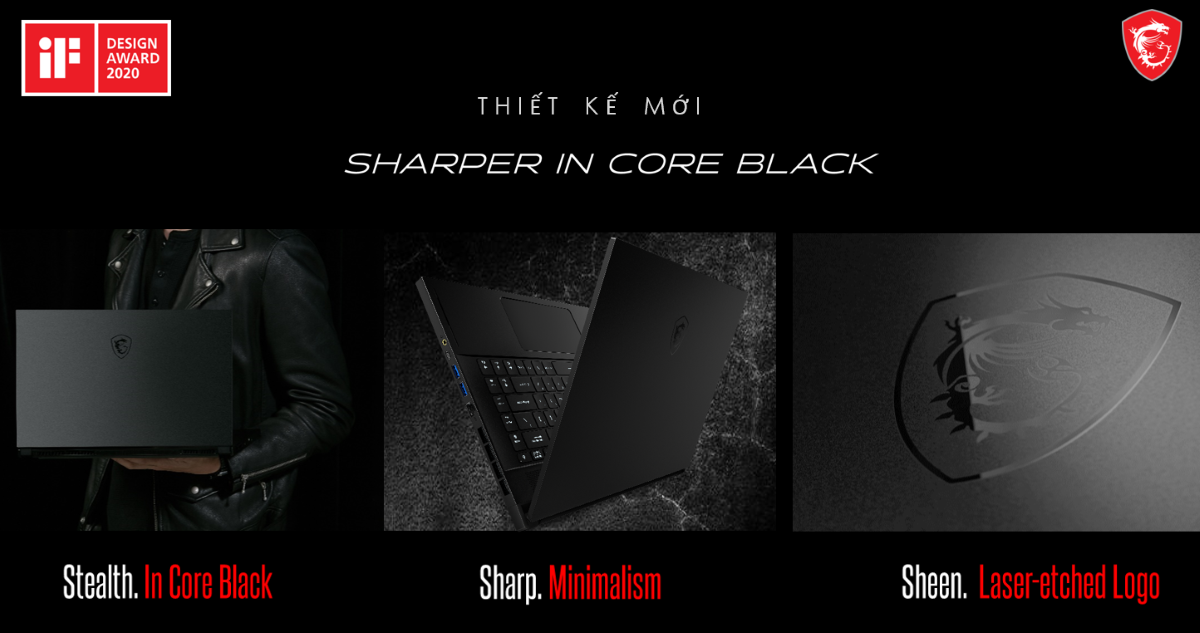 iF
DESIGN
AWARD
2020
THIẾT KẾ MỚI
SHARPER IN CORE BLACK
Stealth. In Core Black
Sharp. Minimalism
Sheen. Laser-etched Logo